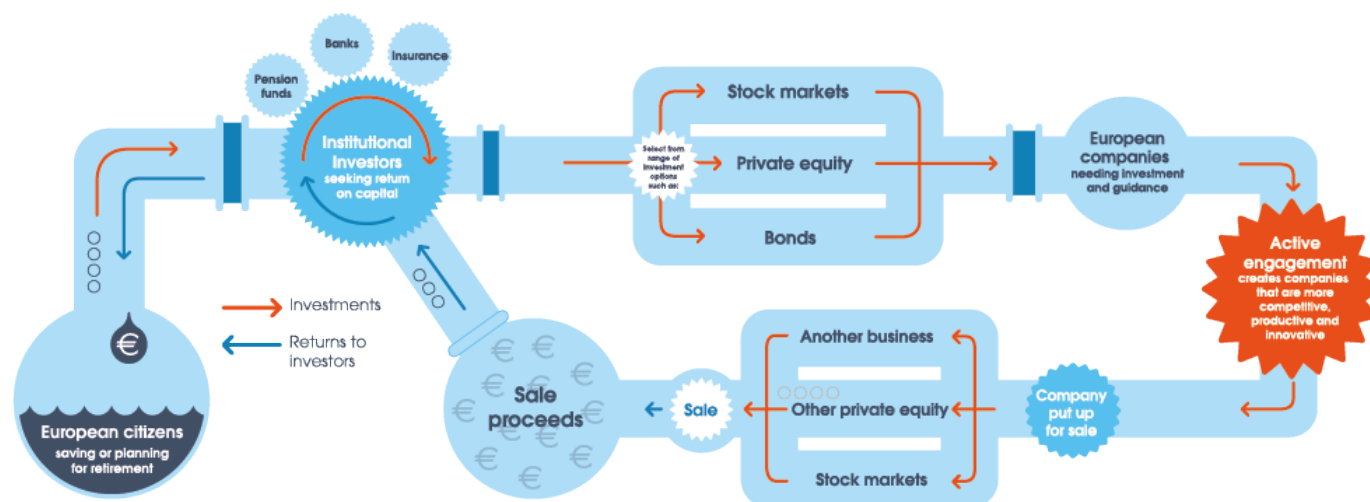 Banks
Insurance
Pension
funds
Institutional
Investors
seeking return
on capital
Select from
range of
investment
options
such as:
Stock markets
Private equity
Bonds
European
companies
needing investment
and guidance
Active
engagement
creates companies
that are more
competitive,
productive and
innovative
Investments
Returns to
investors
€
European citizens
saving or planning
for retirement
€ € € € € € € € € € € € €
Sale
proceeds
Sale
Another business
Other private equity
Stock markets
Company
put up
for sale